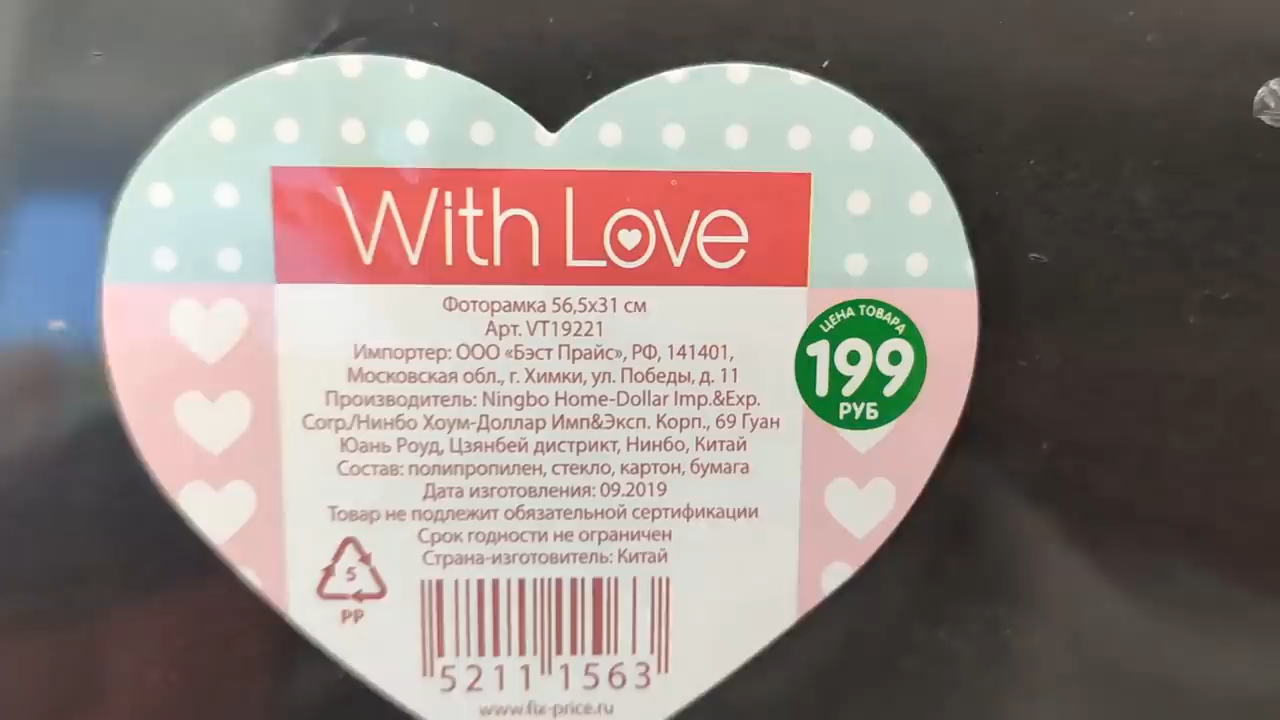 With Love
Фоторамка 56,5х31 см
Арт. VT19221
Импортер: ООО «Бэст Прайс», РФ, 141401,
Московская обл., г. Химки, ул. Победы, д. 11
Производитель: Ningbo Home-Dollar Imp.&Exp.
Corp./Нинбо Хоум-Доллар Имп&Эксп. Корп., 69 Гуан
Юань Роуд, Цзянбей дистрикт, Нинбо, Китай
Состав: полипропилен, стекло, картон, бумага
Дата изготовления: 09.2019
Товар не подлежит обязательной сертификации
Срок годности не ограничен
Страна-изготовитель: Китай
ЦЕНА ТОВАРА
199
РУБ
5
PP
5211 1563
www.fix-price.ru